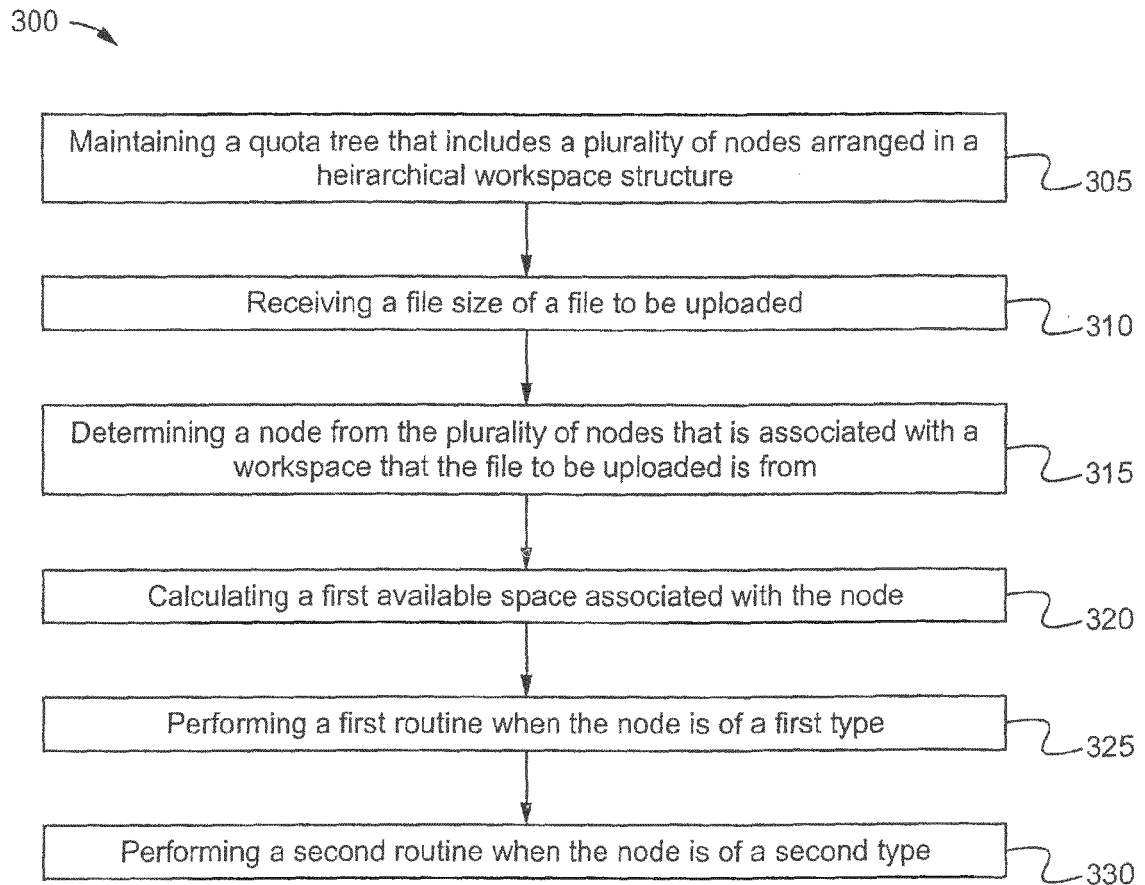 300
Maintaining a quota tree that includes a plurality of nodes arranged in a
heirarchical workspace structure
305
Receiving a file size of a file to be uploaded
310
Determining a node from the plurality of nodes that is associated with a
workspace that the file to be uploaded is from
315
Calculating a first available space associated with the node
320
Performing a first routine when the node is of a first type
325
Performing a second routine when the node is of a second type
330